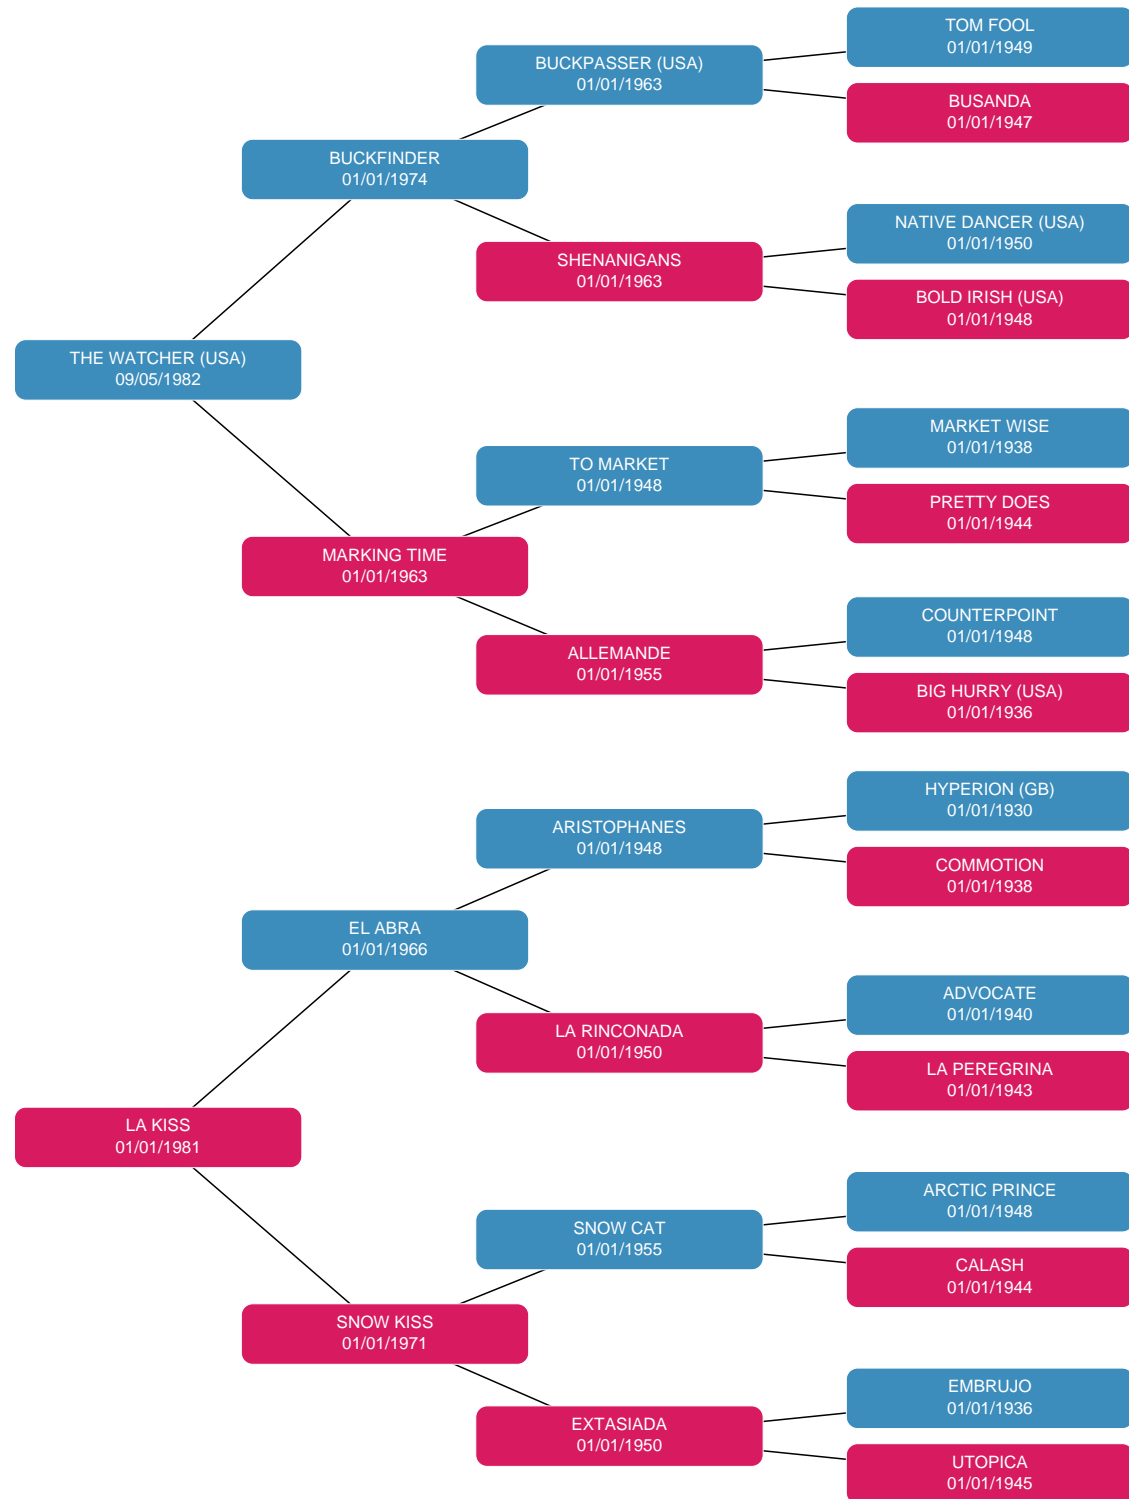 TOM FOOL
01/01/1949
BUCKPASSER (USA)
01/01/1963
BUSANDA
01/01/1947
BUCKFINDER
01/01/1974
NATIVE DANCER (USA)
01/01/1950
SHENANIGANS
01/01/1963
BOLD IRISH (USA)
01/01/1948
THE WATCHER (USA)
09/05/1982
MARKET WISE
01/01/1938
TO MARKET
01/01/1948
PRETTY DOES
01/01/1944
MARKING TIME
01/01/1963
COUNTERPOINT
01/01/1948
ALLEMANDE
01/01/1955
BIG HURRY (USA)
01/01/1936
HYPERION (GB)
01/01/1930
ARISTOPHANES
01/01/1948
COMMOTION
01/01/1938
EL ABRA
01/01/1966
ADVOCATE
01/01/1940
LA RINCONADA
01/01/1950
LA PEREGRINA
01/01/1943
LA KISS
01/01/1981
ARCTIC PRINCE
01/01/1948
SNOW CAT
01/01/1955
CALASH
01/01/1944
SNOW KISS
01/01/1971
EMBRUJO
01/01/1936
EXTASIADA
01/01/1950
UTOPICA
01/01/1945